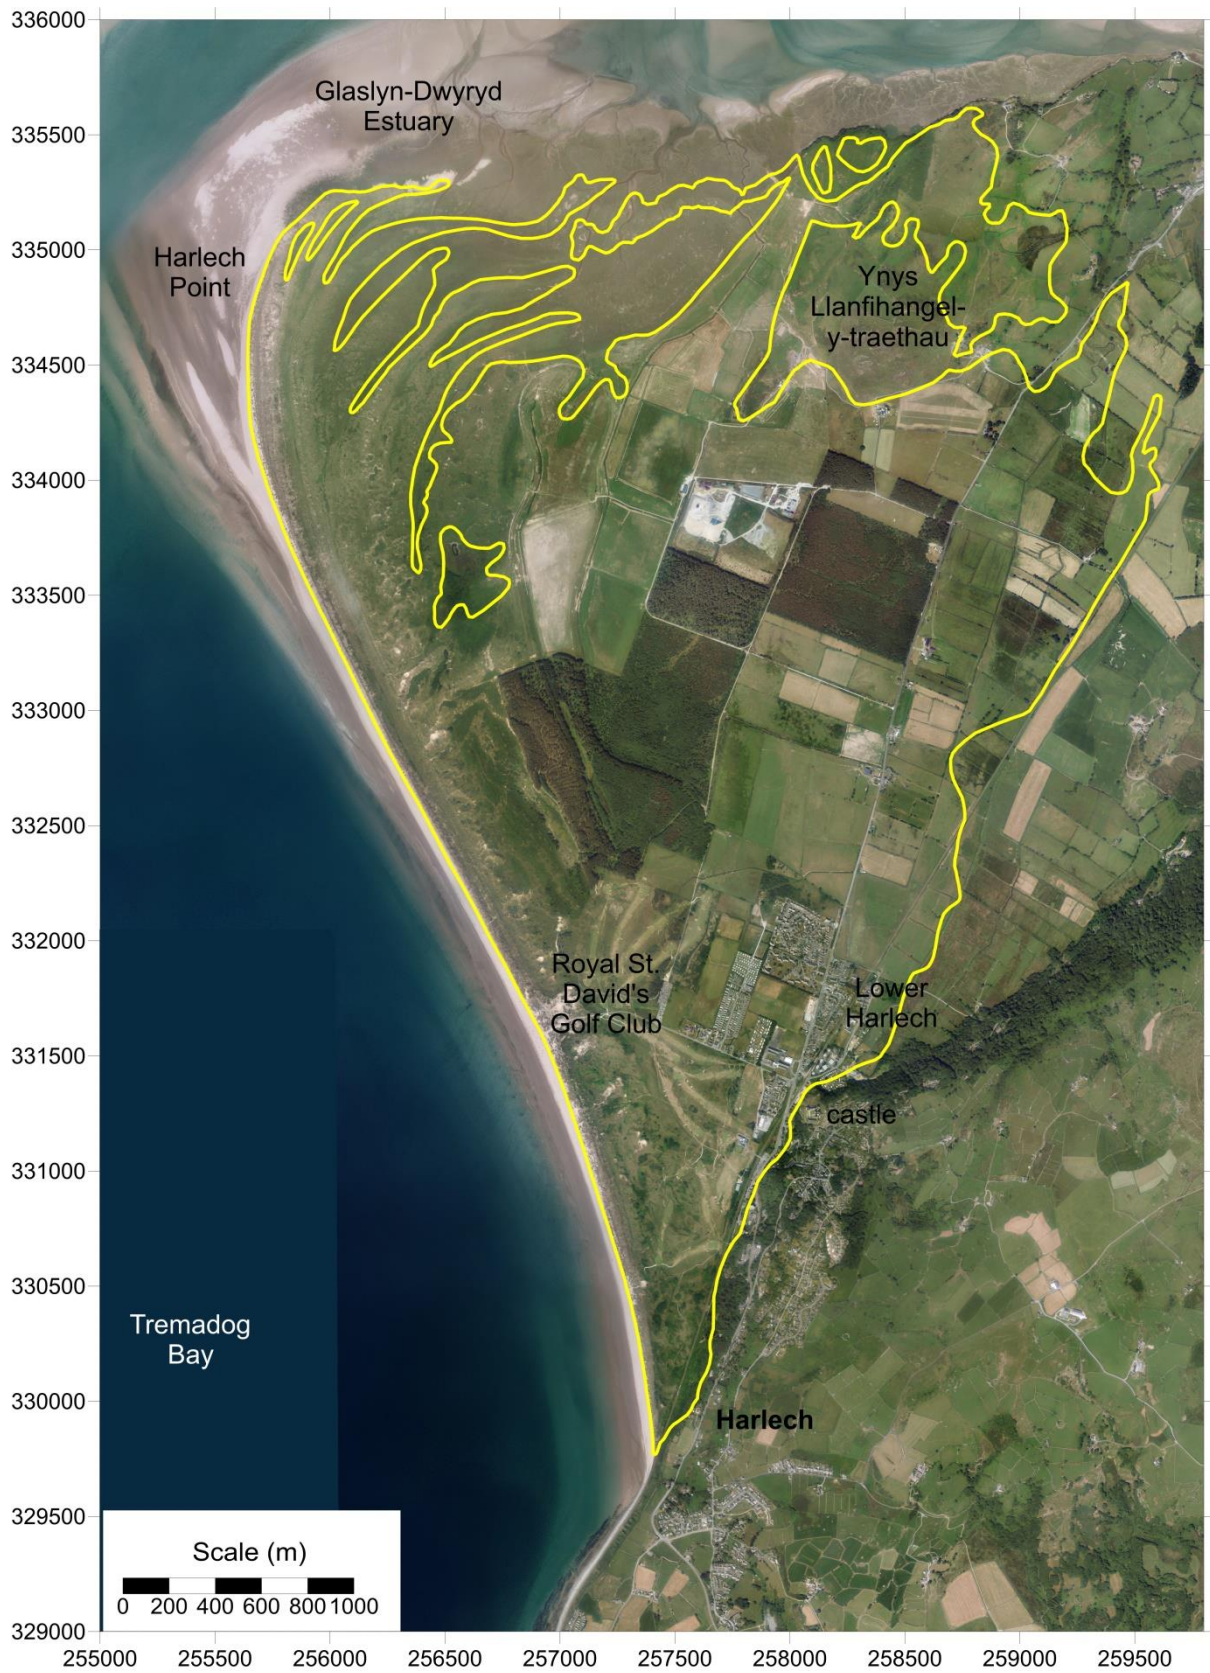 336000
335500
335000
334500
334000
333500
333000
332500
332000
331500
331000
330500
330000
329500
329000
Glaslyn-Dwyryd
Estuary
Harlech
Point
Ynys
Llanfihangel-
y-traethau
Royal St.
David's
Golf Club
Lower
Harlech
castle
Tremadog
Bay
Harlech
Scale (m)
0 200 400 600 800 1000
255000 255500 256000 256500 257000 257500 258000 258500 259000 259500